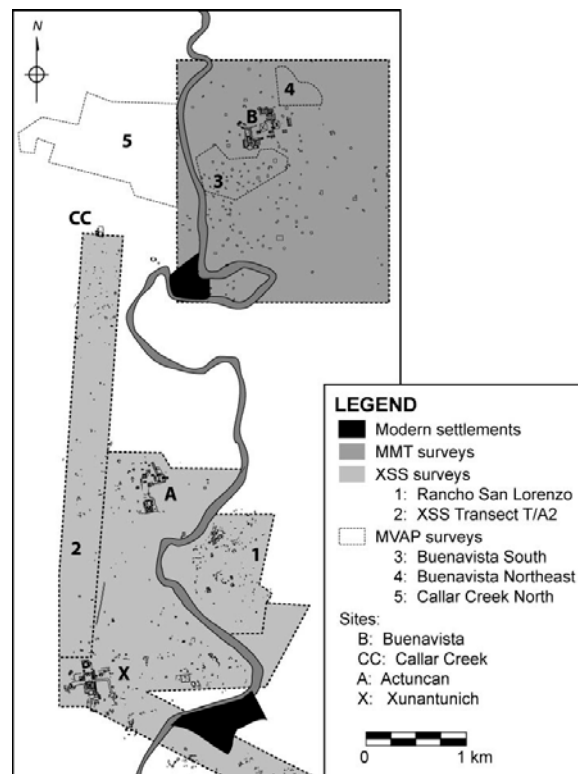 N
4
B
5
3
CC
A
1
2
X
LEGEND
Modern settlements
MMT surveys
XSS surveys
1: Rancho San Lorenzo
2: XSS Transect T/A2
MVAP surveys
3: Buenavista South
4: Buenavista Northeast
5: Callar Creek North
Sites:
B: Buenavista
CC: Callar Creek
A: Actuncan
X: Xunantunich
0 1 km